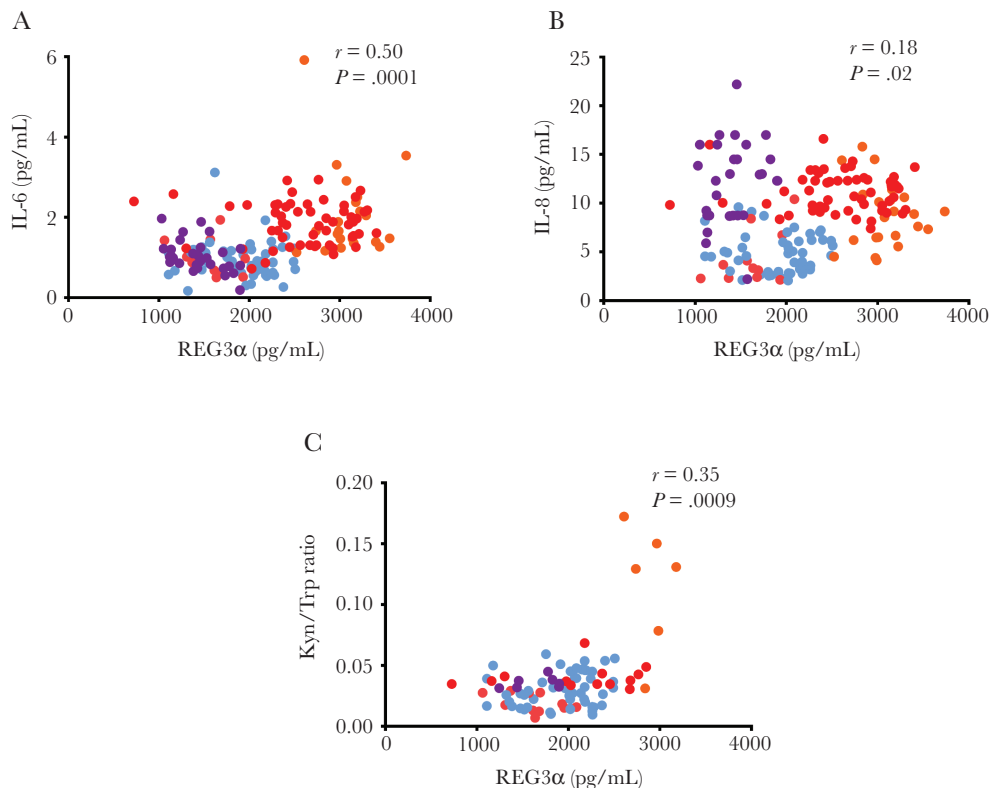 A
r = 0.50
P = .0001
6
4
2
0
IL-6 (pg/mL)
0 1000 2000 3000 4000
REG3α (pg/mL)
B
r = 0.18
P = .02
25
20
15
10
5
0
IL-8 (pg/mL)
0 1000 2000 3000 4000
REG3α (pg/mL)
C
r = 0.35
P = .0009
0.20
0.15
0.10
0.05
0.00
Kyn/Trp ratio
0 1000 2000 3000 4000
REG3α (pg/mL)